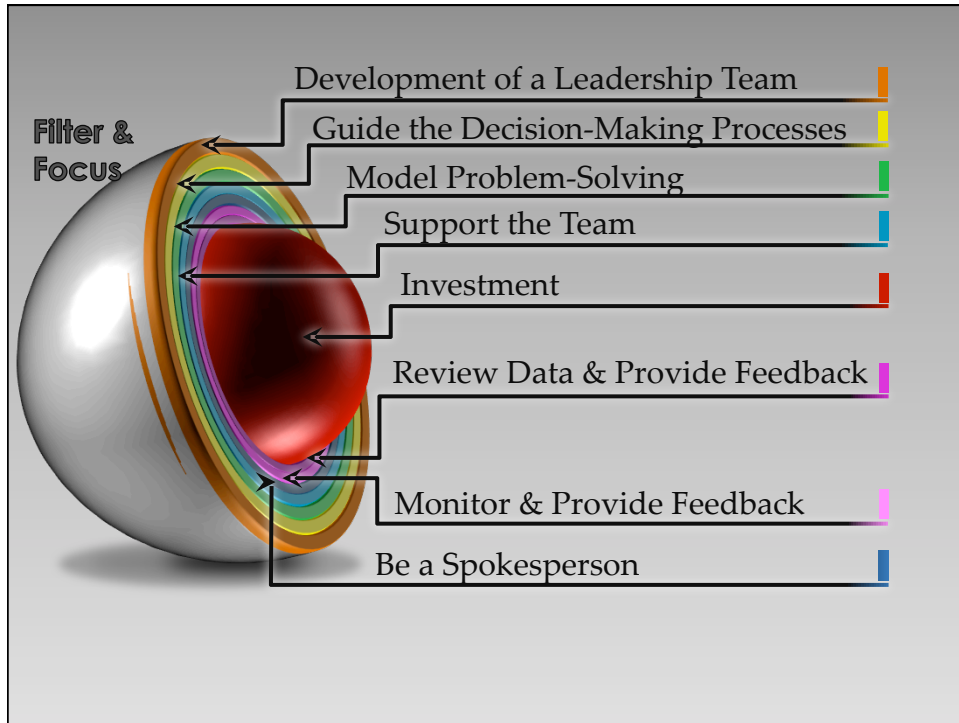 Filter &
Focus
Development of a Leadership Team
Guide the Decision-Making Processes
Model Problem-Solving
Support the Team
Investment
Review Data & Provide Feedback
Monitor & Provide Feedback
Be a Spokesperson